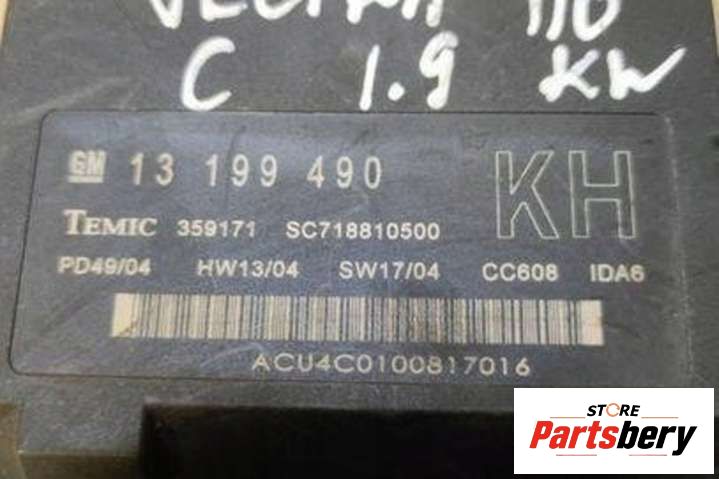 VECTRA 110
C 1.9 KW
GM 13 199 490 KH
TEMIC 359171 SC718810500
PD49/04 HW13/04 SW17/04 CC608 IDA6
ACU4C0100817016
STORE
Partsbery